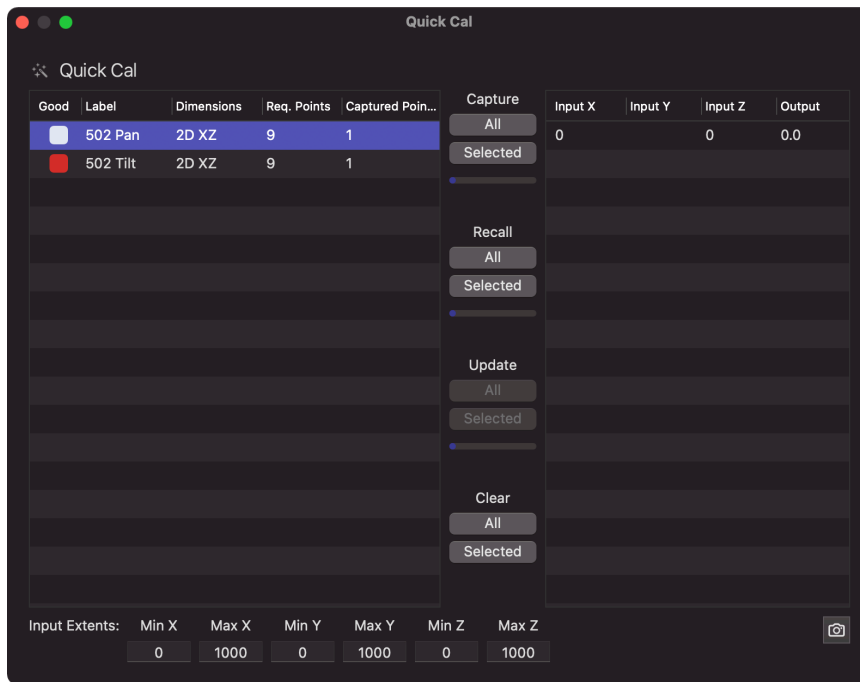 Quick Cal
Quick Cal
Good Label Dimensions Req. Points Captured Poin...
502 Pan 2D XZ 9 1
502 Tilt 2D XZ 9 1
Capture
All
Selected
Recall
All
Selected
Update
All
Selected
Clear
All
Selected
Input X Input Y Input Z Output
0 0 0.0
Input Extents: Min X Max X Min Y Max Y Min Z Max Z
0 1000 0 1000 0 1000